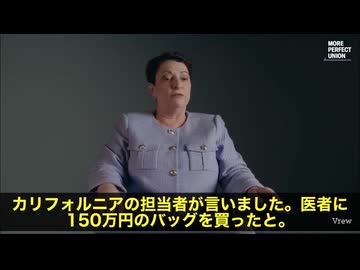 MORE
PERFECT
UNION
カリフォルニアの担当者が言いました。医者に
150万円のバッグを買ったと。
Vrew